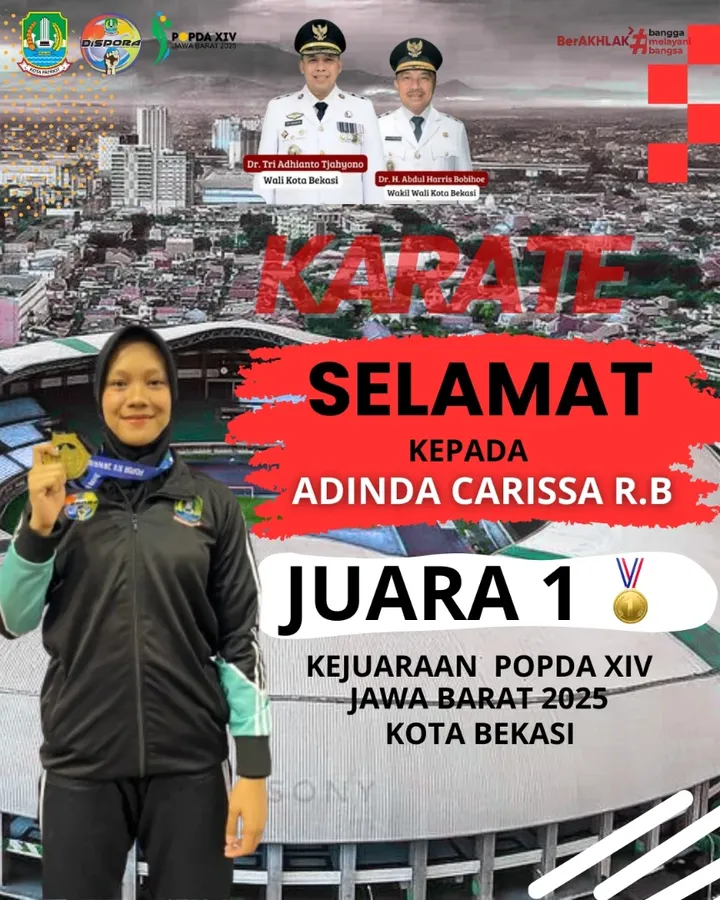 KOTA PATRIOT
DISPORA
POPDA XIV
JAWA BARAT 2025
BerAKHLAK
#
bangga
melayani
bangsa
Dr. Tri Adhianto Tjahyono
Wali Kota Bekasi
Dr. H. Abdul Harris Bobihoe
Wakil Wali Kota Bekasi
KARATE
SELAMAT
KEPADA
ADINDA CARISSA R.B
JUARA 1
KEJUARAAN POPDA XIV
JAWA BARAT 2025
KOTA BEKASI
SONY